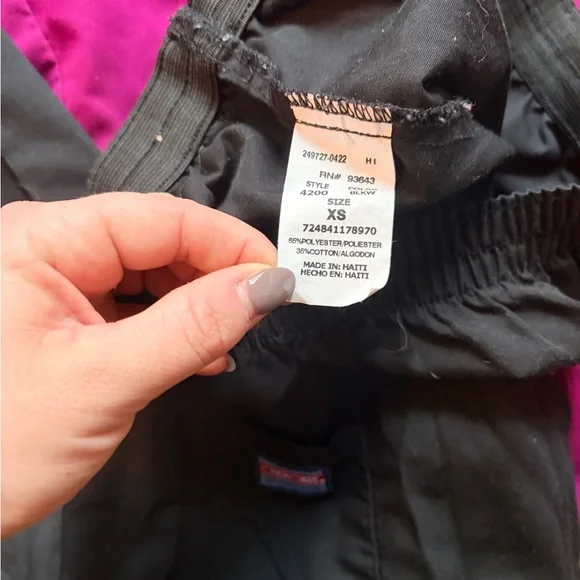 249727-0422 HI
RN# 93643
STYLE COLOR
4200 BLKW
SIZE
XS
724841178970
65%POLYESTER/POLIESTER
35%COTTON/ALGODON
MADE IN: HAITI
HECHO EN: HAITI